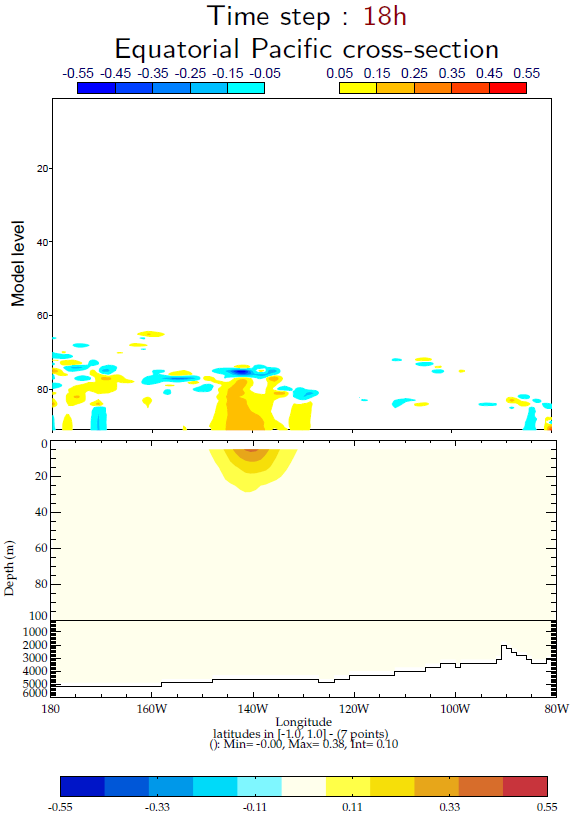 Time step : 18h
Equatorial Pacific cross-section
-0.55 -0.45 -0.35 -0.25 -0.15 -0.05 0.05 0.15 0.25 0.35 0.45 0.55
Model level
20
40
60
80
Depth (m)
0
20
40
60
80
100
1000
2000
3000
4000
5000
6000
180 160W 140W 120W 100W 80W
Longitude
latitudes in [-1.0, 1.0] - (7 points)
(): Min= -0.00, Max= 0.38, Int= 0.10
-0.55 -0.33 -0.11 0.11 0.33 0.55